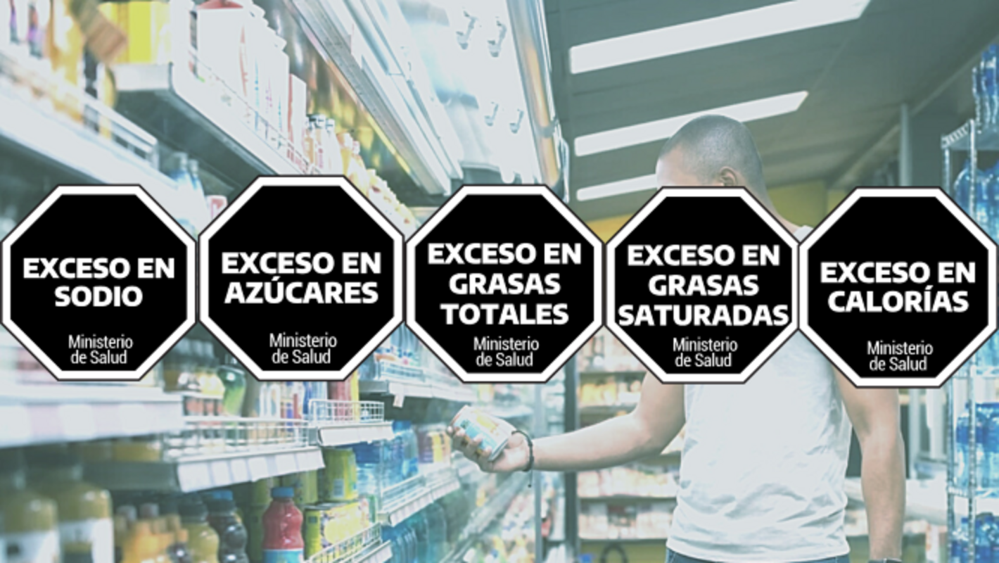 EXCESO EN
SODIO
Ministerio
de Salud
EXCESO EN
AZÚCARES
Ministerio
de Salud
EXCESO EN
GRASAS
TOTALES
Ministerio
de Salud
EXCESO EN
GRASAS
SATURADAS
Ministerio
de Salud
EXCESO EN
CALORÍAS
Ministerio
de Salud